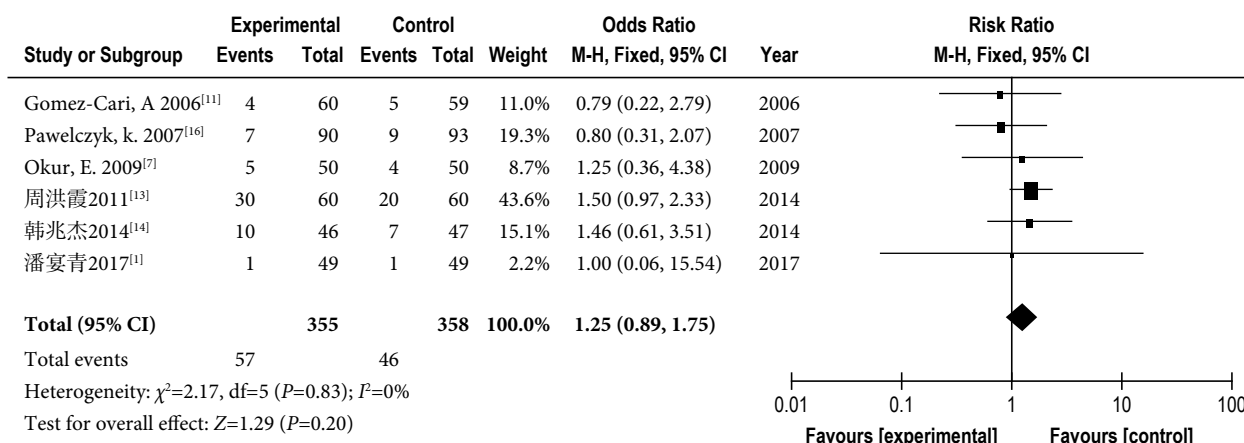 Experimental Control Odds Ratio Risk Ratio
Study or Subgroup Events Total Events Total Weight M-H, Fixed, 95% CI Year M-H, Fixed, 95% CI
Gomez-Cari, A 2006[11] 4 60 5 59 11.0% 0.79 (0.22, 2.79) 2006
Pawelczyk, k. 2007[16] 7 90 9 93 19.3% 0.80 (0.31, 2.07) 2007
Okur, E. 2009[7] 5 50 4 50 8.7% 1.25 (0.36, 4.38) 2009
周洪霞2011[13] 30 60 20 60 43.6% 1.50 (0.97, 2.33) 2014
韩兆杰2014[14] 10 46 7 47 15.1% 1.46 (0.61, 3.51) 2014
潘宴青2017[1] 1 49 1 49 2.2% 1.00 (0.06, 15.54) 2017
Total (95% CI) 355 358 100.0% 1.25 (0.89, 1.75)
Total events 57 46
Heterogeneity: χ²=2.17, df=5 (P=0.83); I²=0%
Test for overall effect: Z=1.29 (P=0.20)
0.01 0.1 1 10 100
Favours [experimental] Favours [control]